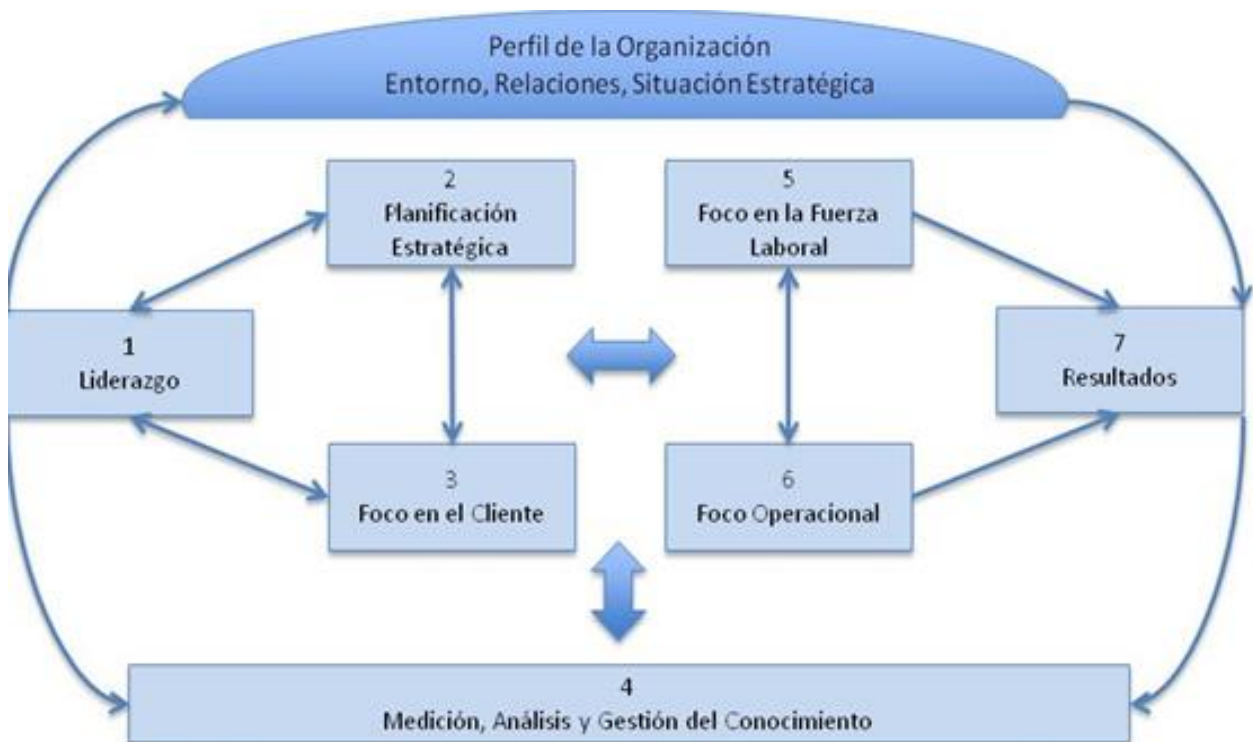 Perfil de la Organización
Entorno, Relaciones, Situación Estratégica
2
Planificación
Estratégica
5
Foco en la Fuerza
Laboral
1
Liderazgo
7
Resultados
3
Foco en el Cliente
6
Foco Operacional
4
Medición, Análisis y Gestión del Conocimiento